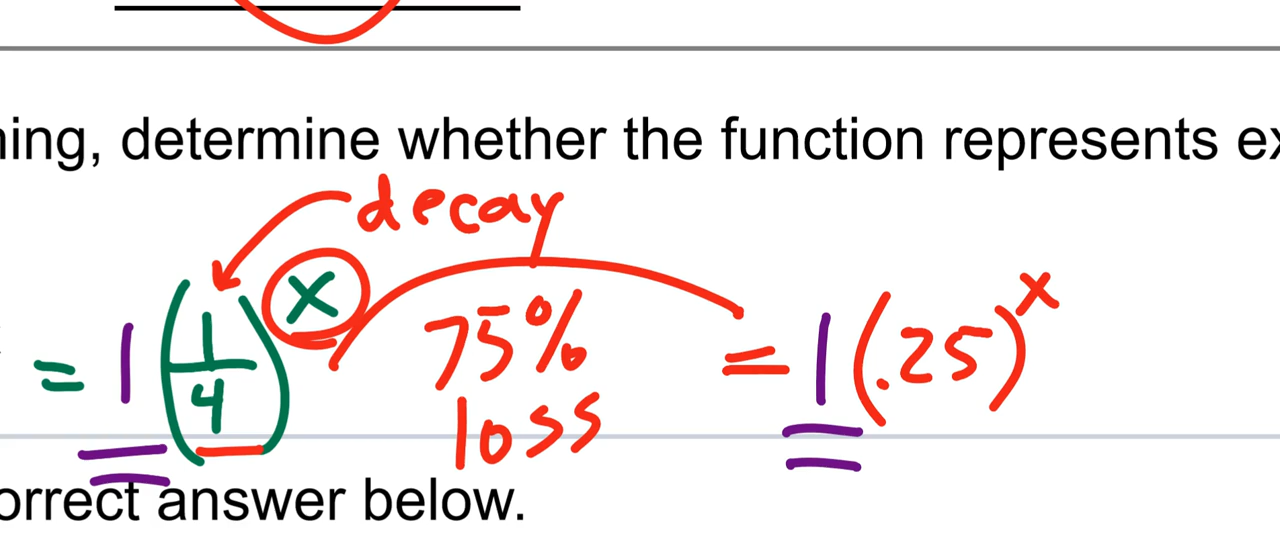 ning, determine whether the function represents ex
decay
= 1(1/4)^x 75% loss = 1(.25)^x
orrect answer below.